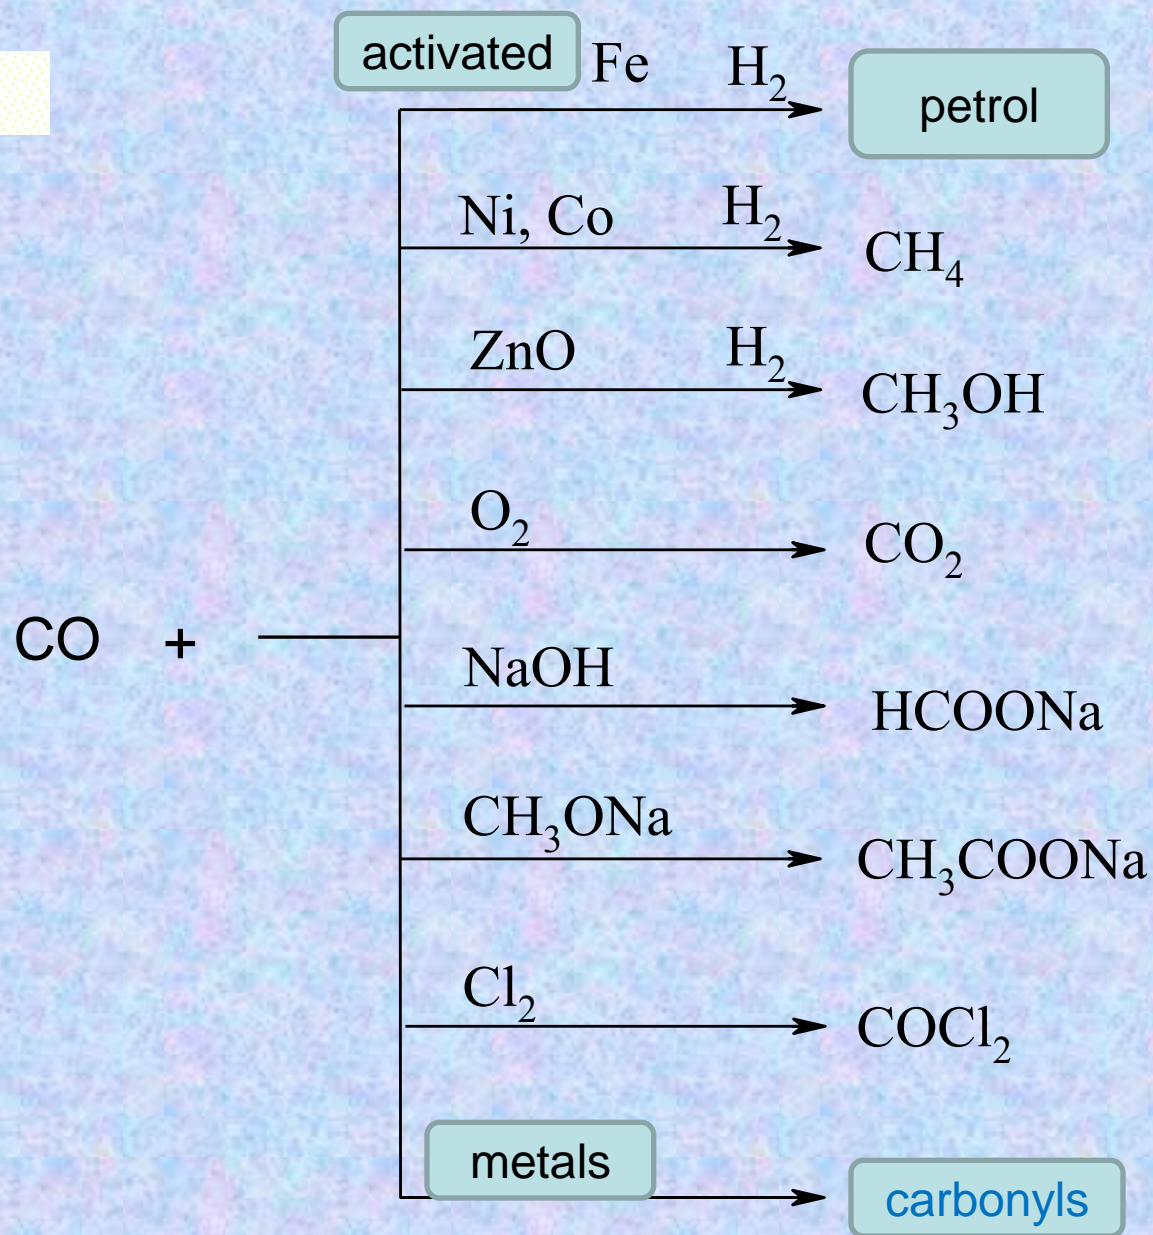 activated Fe H₂ petrol
Ni, Co H₂ CH₄
ZnO H₂ CH₃OH
O₂ CO₂
CO +
NaOH HCOONa
CH₃ONa CH₃COONa
Cl₂ COCl₂
metals carbonyls